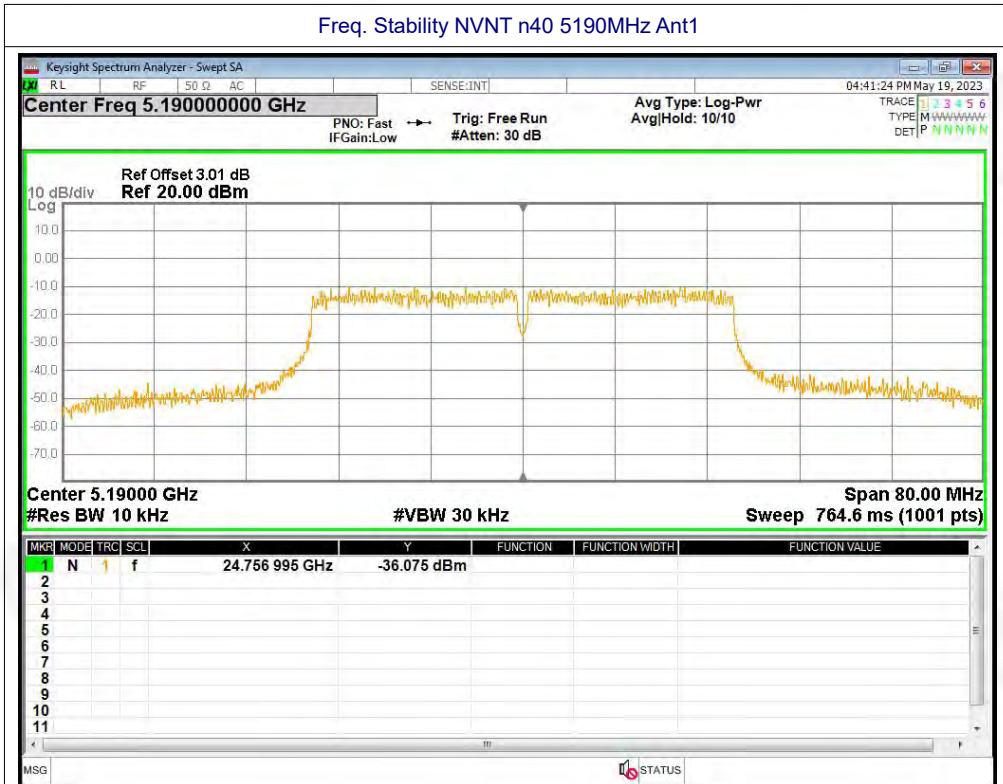 Freq. Stability NVNT n40 5190MHz Ant1
Keysight Spectrum Analyzer - Swept SA
LXI RL RF 50 Ω AC SENSE:INT 04:41:24 PM May 19, 2023
Center Freq 5.190000000 GHz
PNO: Fast
IFGain:Low
Trig: Free Run
#Atten: 30 dB
Avg Type: Log-Pwr
Avg|Hold: 10/10
TRACE 1 2 3 4 5 6
TYPE M WWWWW
DET P N N N N N
10 dB/div
Log
Ref Offset 3.01 dB
Ref 20.00 dBm
10.0
0.00
-10.0
-20.0
-30.0
-40.0
-50.0
-60.0
-70.0
Center 5.19000 GHz Span 80.00 MHz
#Res BW 10 kHz #VBW 30 kHz Sweep 764.6 ms (1001 pts)
MKR MODE TRC SCL X Y FUNCTION FUNCTION WIDTH FUNCTION VALUE
1 N 1 f 24.756 995 GHz -36.075 dBm
2
3
4
5
6
7
8
9
10
11
MSG STATUS